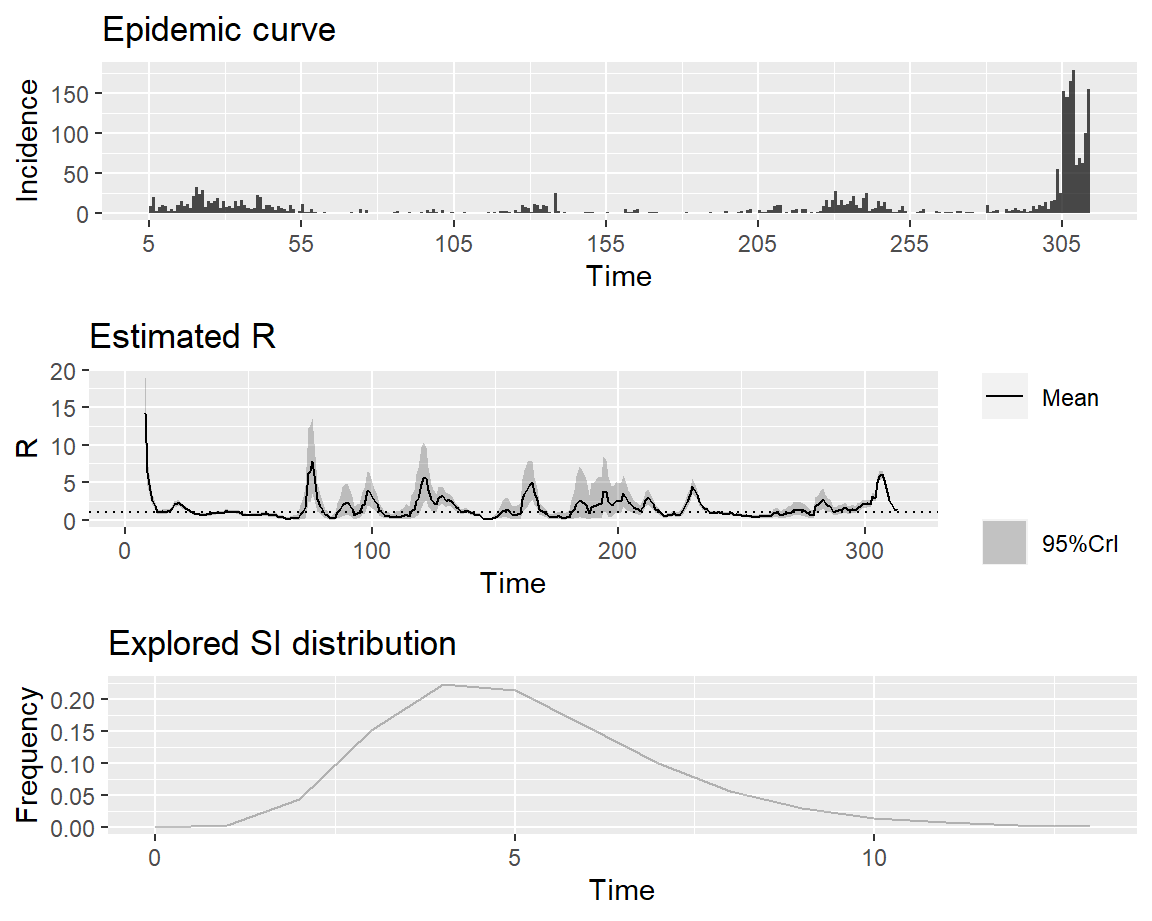 Epidemic curve
150
100
50
0
Incidence
5 55 105 155 205 255 305
Time
Estimated R
20
15
10
5
0
R
0 100 200 300
Time
Mean
95%CrI
Explored SI distribution
0.20
0.15
0.10
0.05
0.00
Frequency
0 5 10
Time